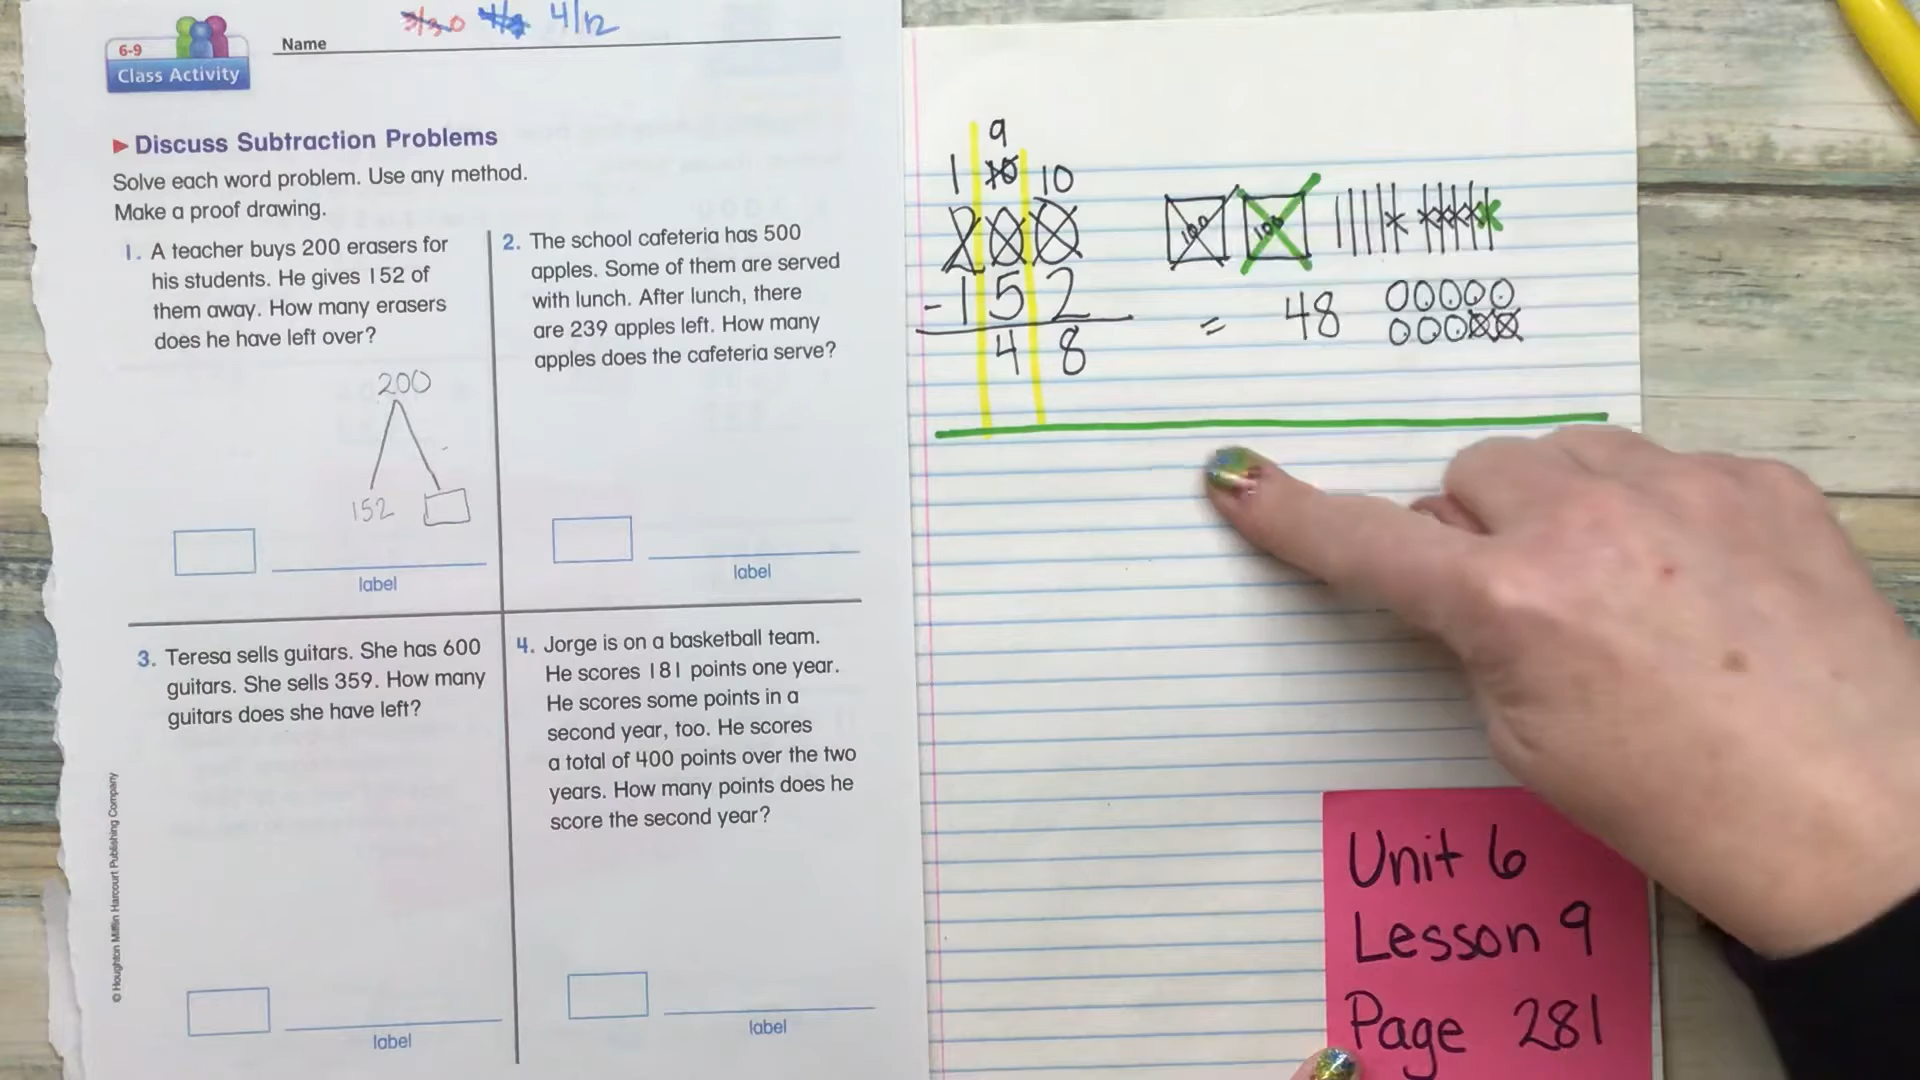 3/30 4/9 4/12
6-9
Class Activity
Name
Discuss Subtraction Problems
Solve each word problem. Use any method.
Make a proof drawing.
1. A teacher buys 200 erasers for
his students. He gives 152 of
them away. How many erasers
does he have left over?
200
152
label
2. The school cafeteria has 500
apples. Some of them are served
with lunch. After lunch, there
are 239 apples left. How many
apples does the cafeteria serve?
label
3. Teresa sells guitars. She has 600
guitars. She sells 359. How many
guitars does she have left?
label
4. Jorge is on a basketball team.
He scores 181 points one year.
He scores some points in a
second year, too. He scores
a total of 400 points over the two
years. How many points does he
score the second year?
label
© Houghton Mifflin Harcourt Publishing Company
9
1 10 10
200
-152
48
100 100
= 48
Unit 6
Lesson 9
Page 281